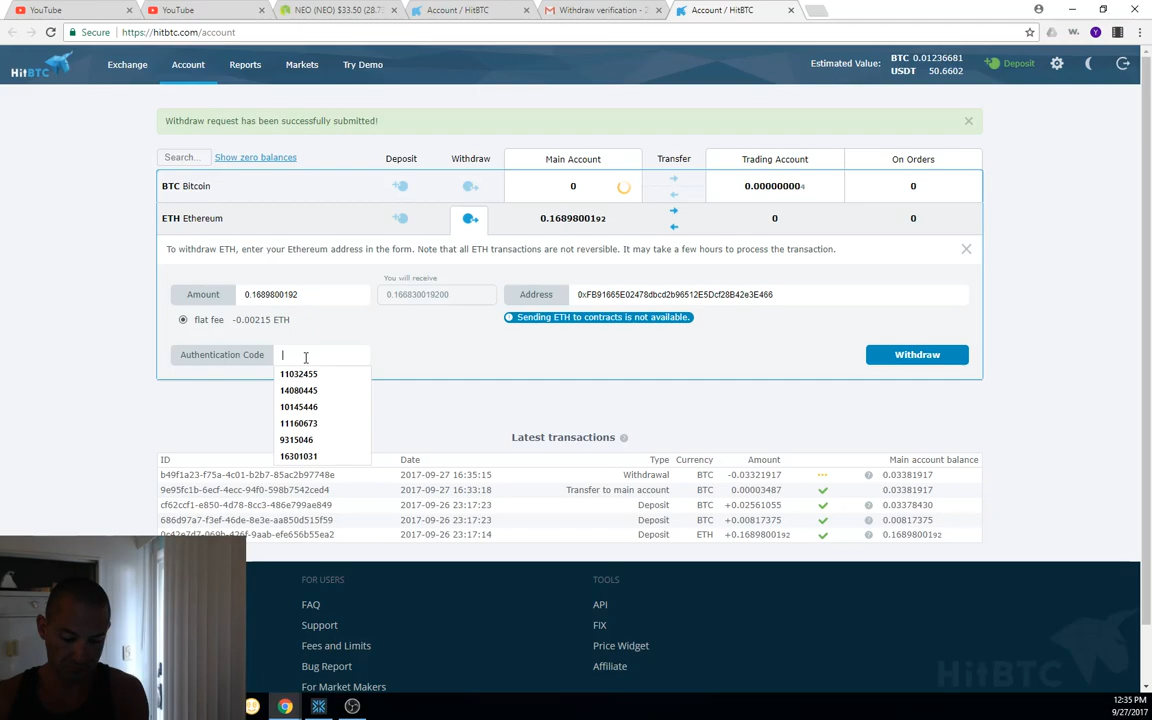 YouTube
YouTube
NEO (NEO) $33.50 (28.7
Account / HitBTC
Withdraw verification - 2
Account / HitBTC
Secure
https://hitbtc.com/account
HitBTC
Exchange
Account
Reports
Markets
Try Demo
Estimated Value:
BTC 0.01236681
USDT 50.6602
Deposit
Withdraw request has been successfully submitted!
Search...
Show zero balances
Deposit
Withdraw
Main Account
Transfer
Trading Account
On Orders
BTC Bitcoin
0
0.000000004
0
ETH Ethereum
0.1689800192
0
0
To withdraw ETH, enter your Ethereum address in the form. Note that all ETH transactions are not reversible. It may take a few hours to process the transaction.
You will receive
Amount
0.1689800192
0.166830019200
Address
0xFB91665E02478dbcd2b96512E5Dcf28B42e3E466
flat fee -0.00215 ETH
Sending ETH to contracts is not available.
Authentication Code
Withdraw
11032455
14080445
10145446
11160673
9315046
16301031
Latest transactions
ID
Date
Type
Currency
Amount
Main account balance
b49f1a23-f75a-4c01-b2b7-85ac2b97748e 2017-09-27 16:35:15 Withdrawal BTC -0.03321917 0.03381917
9e95fc1b-6ecf-4ecc-94f0-598b7542ced4 2017-09-27 16:33:18 Transfer to main account BTC 0.00003487 0.03381917
cf62ccf1-e850-4d78-8cc3-486e799ae849 2017-09-26 23:17:23 Deposit BTC +0.02561055 0.03378430
686d97a7-f3ef-46de-8e3e-aa850d515f59 2017-09-26 23:17:23 Deposit BTC +0.00817375 0.00817375
0c42e7d7-069b-426f-9aab-efe656b55ea2 2017-09-26 23:17:14 Deposit ETH +0.1689800192 0.1689800192
FOR USERS
FAQ
Support
Fees and Limits
Bug Report
For Market Makers
TOOLS
API
FIX
Price Widget
Affiliate
HitBTC
12:35 PM
9/27/2017